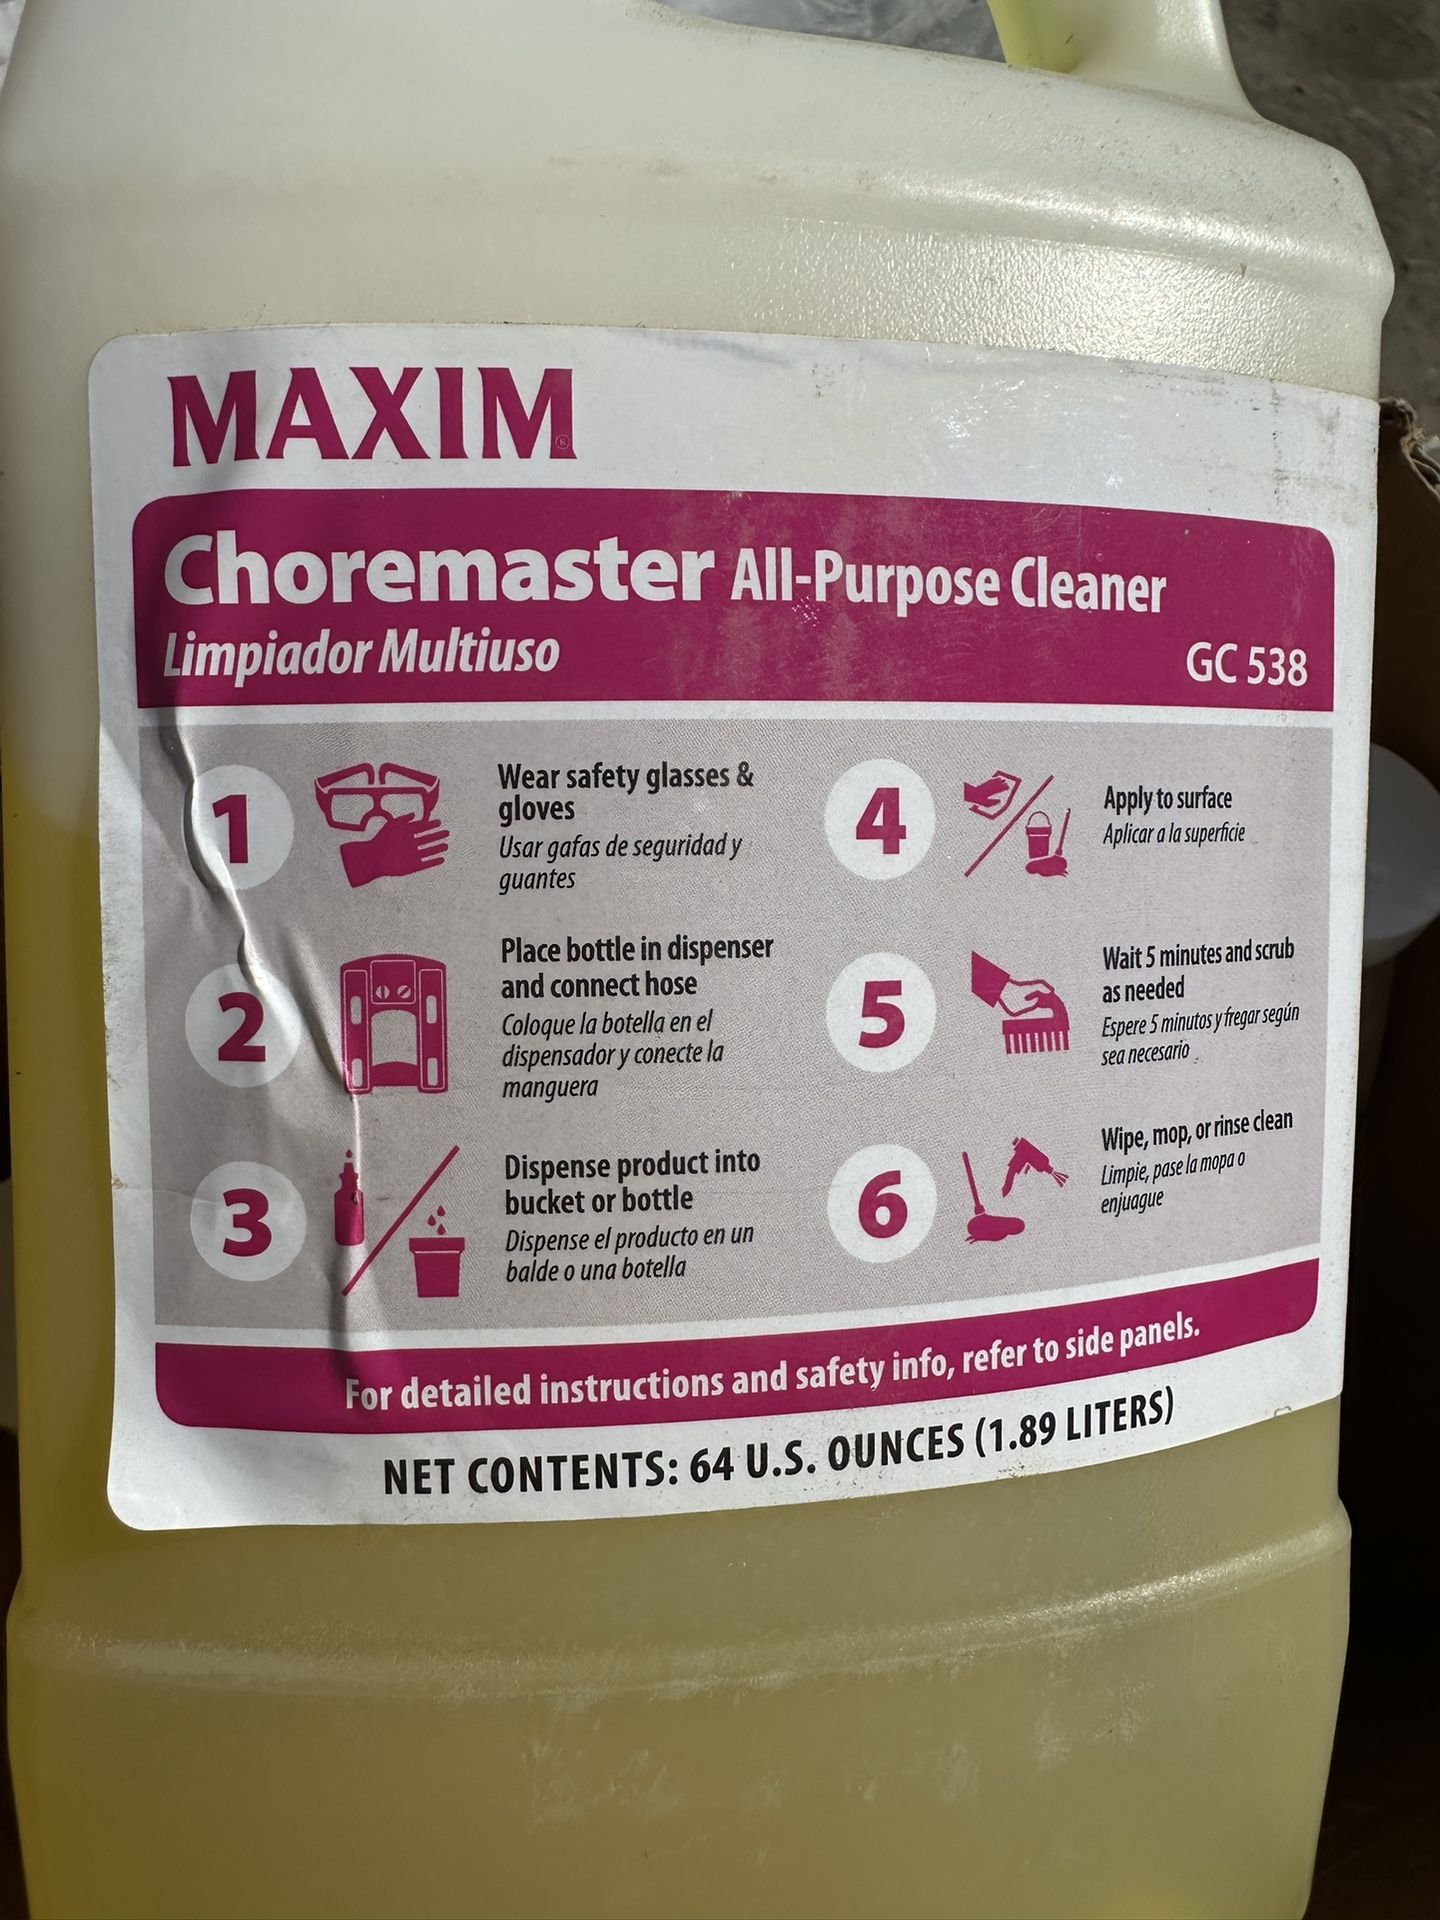 MAXIM®
Choremaster All-Purpose Cleaner
Limpiador Multiuso
GC 538
1
Wear safety glasses &
gloves
Usar gafas de seguridad y
guantes
2
Place bottle in dispenser
and connect hose
Coloque la botella en el
dispensador y conecte la
manguera
3
Dispense product into
bucket or bottle
Dispense el producto en un
balde o una botella
4
Apply to surface
Aplicar a la superficie
5
Wait 5 minutes and scrub
as needed
Espere 5 minutos y fregar según
sea necesario
6
Wipe, mop, or rinse clean
Limpie, pase la mopa o
enjuague
For detailed instructions and safety info, refer to side panels.
NET CONTENTS: 64 U.S. OUNCES (1.89 LITERS)